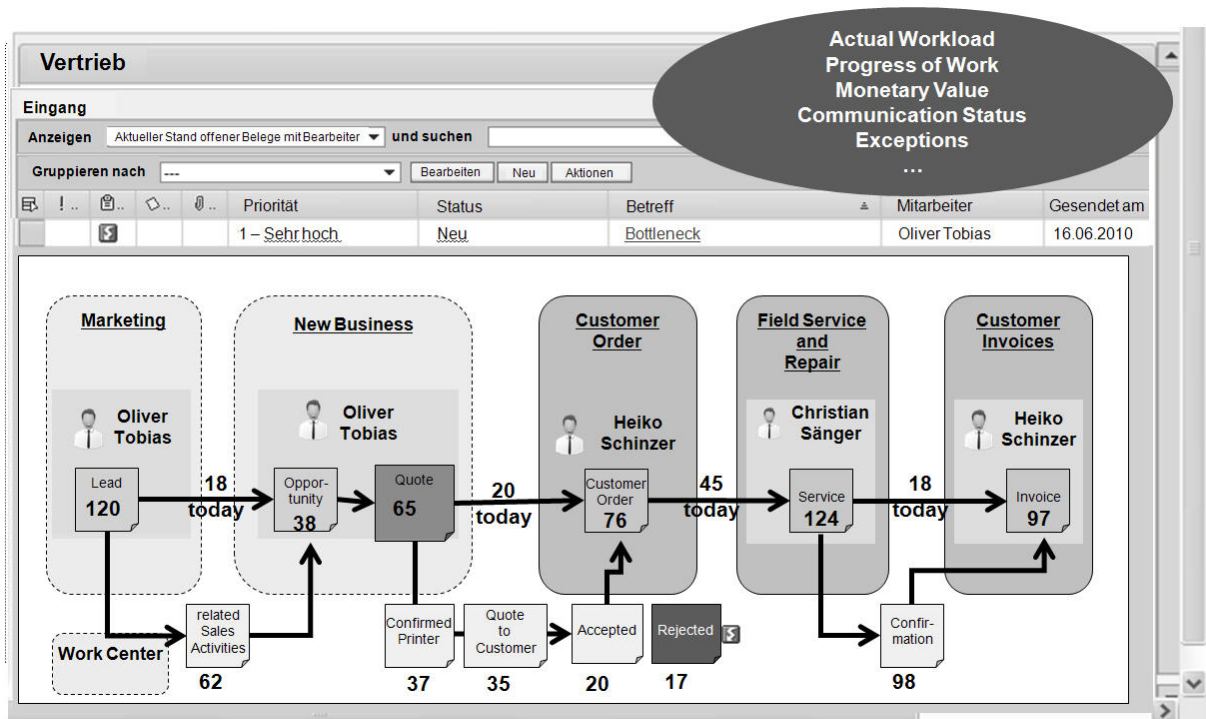 Actual Workload
Progress of Work
Monetary Value
Communication Status
Exceptions
...
Vertrieb
Eingang
Anzeigen Aktueller Stand offener Belege mit Bearbeiter und suchen
Gruppieren nach --- Bearbeiten Neu Aktionen
! .. .. .. .. Priorität Status Betreff Mitarbeiter Gesendet am
1 – Sehr hoch Neu Bottleneck Oliver Tobias 16.06.2010
Marketing
Oliver
Tobias
Lead
120
18
today
New Business
Oliver
Tobias
Oppor-
tunity
38
Quote
65
20
today
Customer
Order
Heiko
Schinzer
Customer
Order
76
45
today
Field Service
and
Repair
Christian
Sänger
Service
124
18
today
Customer
Invoices
Heiko
Schinzer
Invoice
97
Work Center
related
Sales
Activities
62
Confirmed
Printer
37
Quote
to
Customer
35
Accepted
20
Rejected
17
Confir-
mation
98